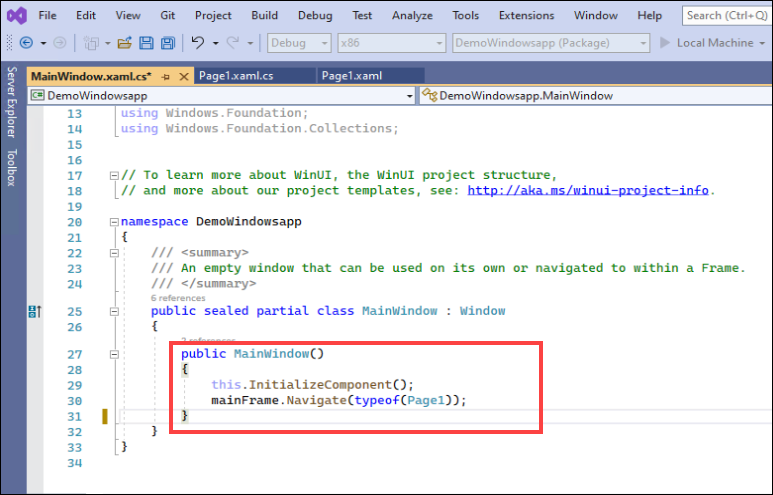 File Edit View Git Project Build Debug Test Analyze Tools Extensions Window Help Search (Ctrl+Q)
Debug x86 DemoWindowsapp (Package) Local Machine
MainWindow.xaml.cs* Page1.xaml.cs Page1.xaml
Server Explorer
Toolbox
DemoWindowsapp DemoWindowsapp.MainWindow
13 using Windows.Foundation;
14 using Windows.Foundation.Collections;
15
16
17 // To learn more about WinUI, the WinUI project structure,
18 // and more about our project templates, see: http://aka.ms/winui-project-info.
19
20 namespace DemoWindowsapp
21 {
22 /// <summary>
23 /// An empty window that can be used on its own or navigated to within a Frame.
24 /// </summary>
6 references
25 public sealed partial class MainWindow : Window
26 {
references
27 public MainWindow()
28 {
29 this.InitializeComponent();
30 mainFrame.Navigate(typeof(Page1));
31 }
32 }
33 }
34